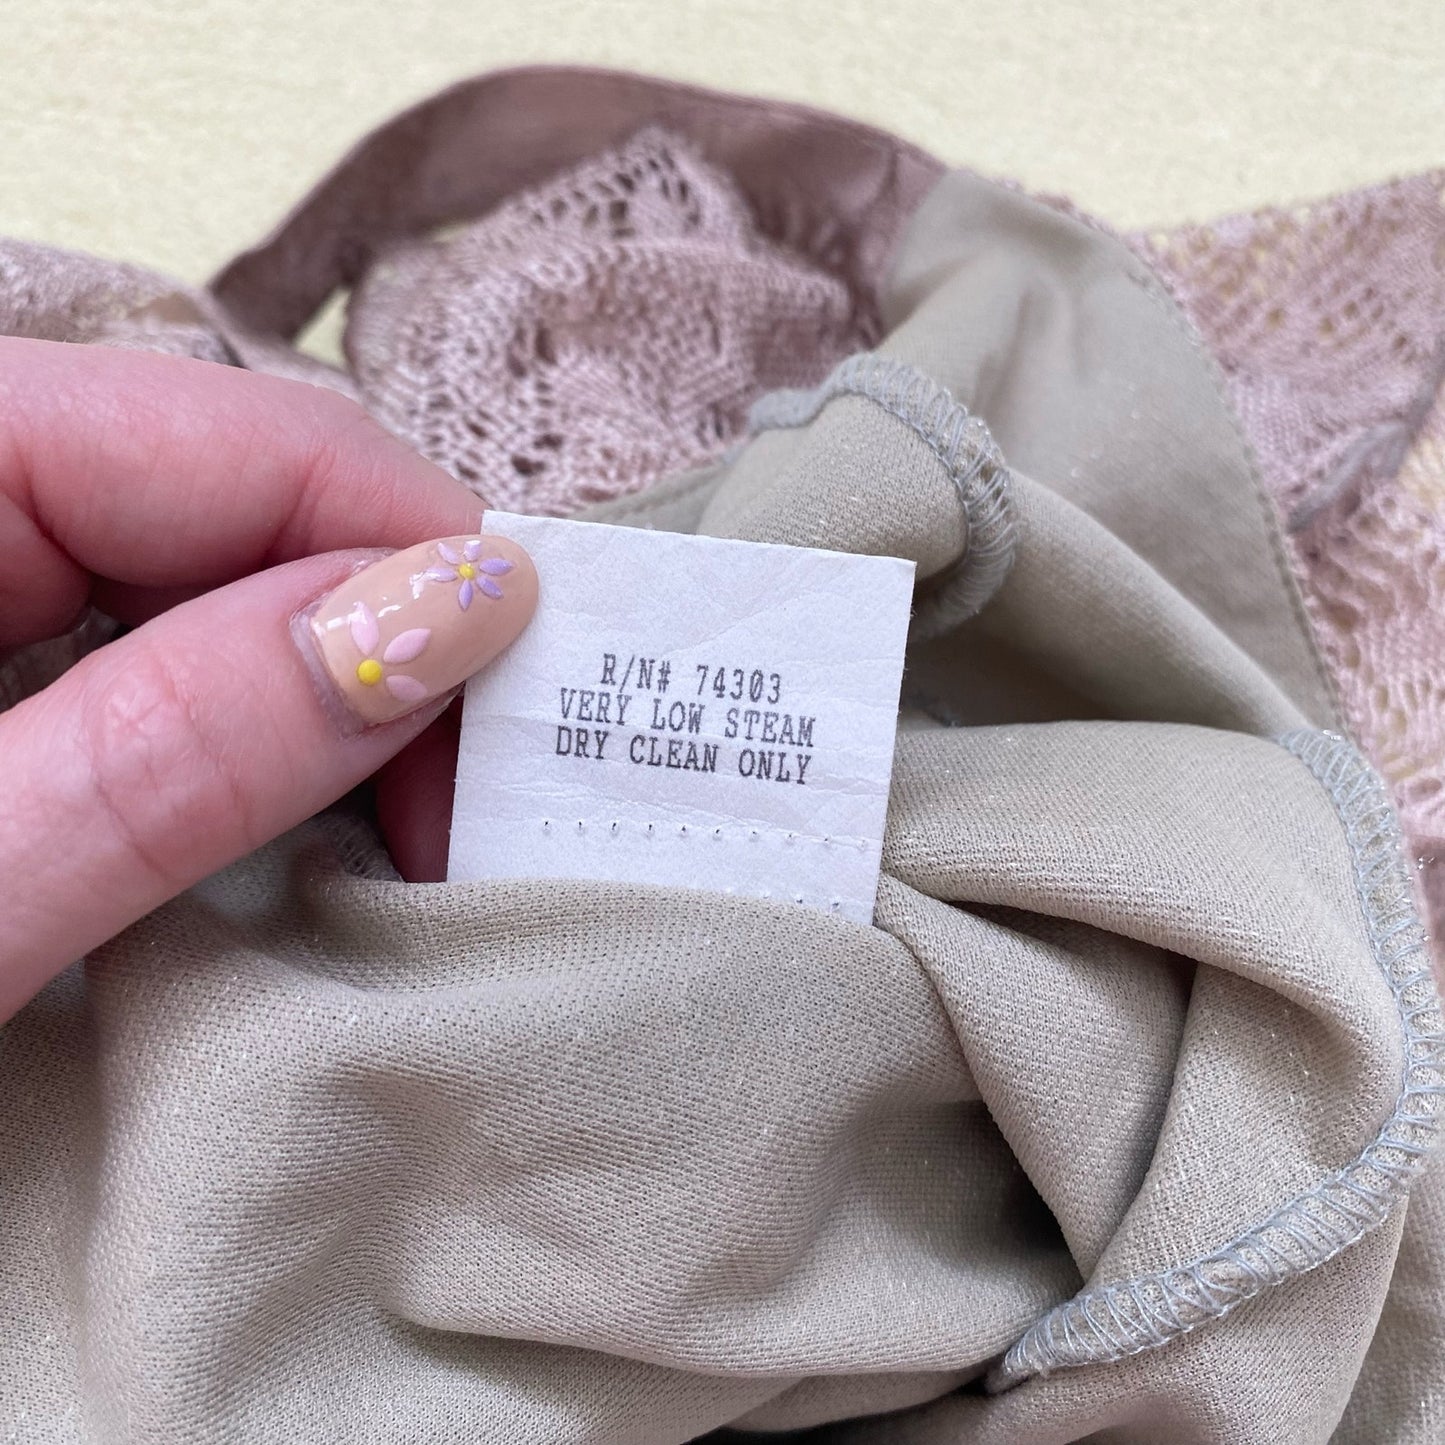 R/N# 74303
VERY LOW STEAM
DRY CLEAN ONLY